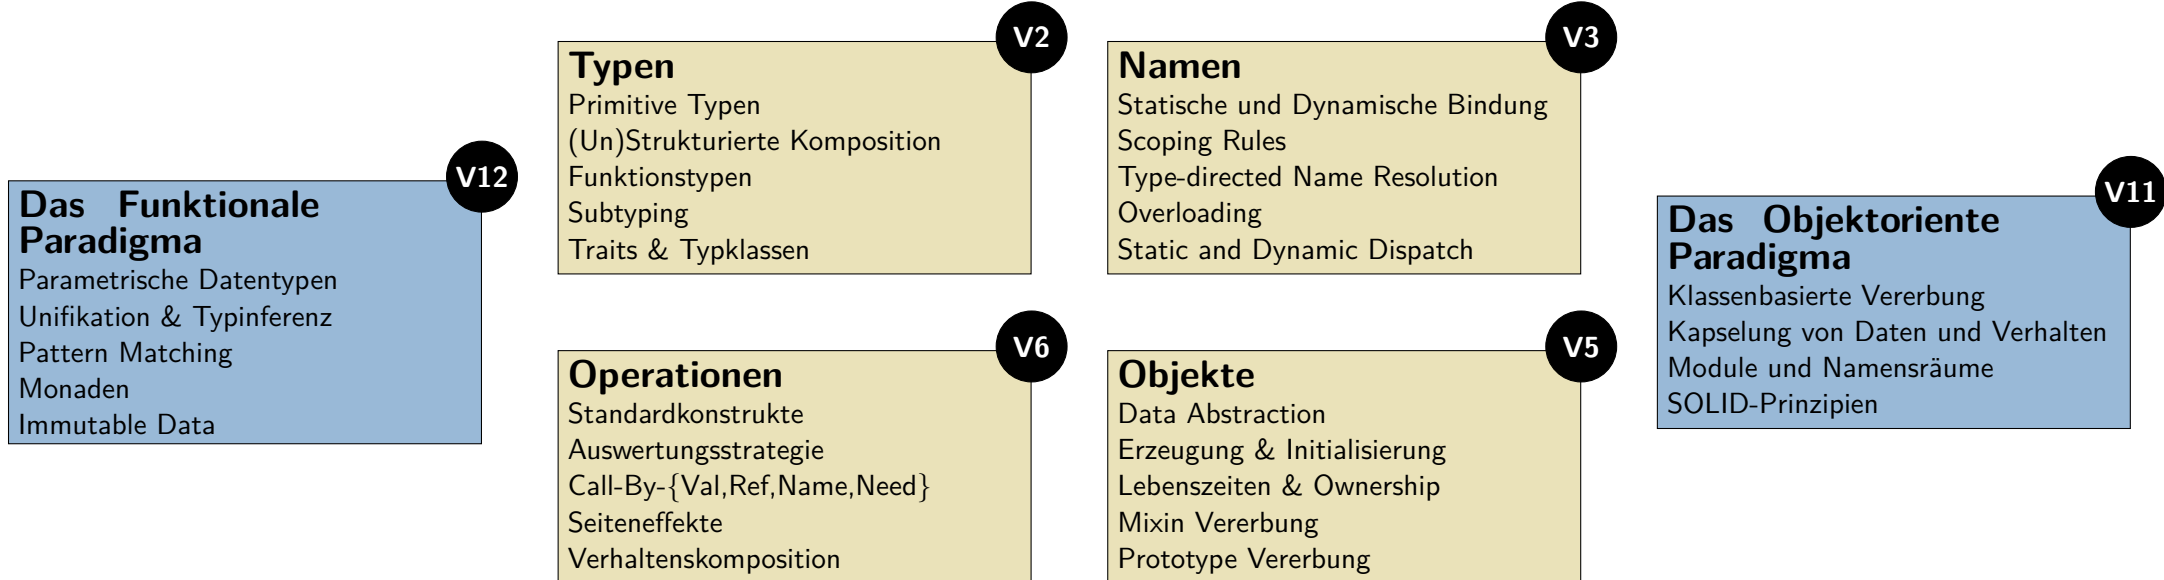 V12
Das Funktionale
Paradigma
Parametrische Datentypen
Unifikation & Typinferenz
Pattern Matching
Monaden
Immutable Data
V2
Typen
Primitive Typen
(Un)Strukturierte Komposition
Funktionstypen
Subtyping
Traits & Typklassen
V3
Namen
Statische und Dynamische Bindung
Scoping Rules
Type-directed Name Resolution
Overloading
Static and Dynamic Dispatch
V6
Operationen
Standardkonstrukte
Auswertungsstrategie
Call-By-{Val,Ref,Name,Need}
Seiteneffekte
Verhaltenskomposition
V5
Objekte
Data Abstraction
Erzeugung & Initialisierung
Lebenszeiten & Ownership
Mixin Vererbung
Prototype Vererbung
V11
Das Objektoriente
Paradigma
Klassenbasierte Vererbung
Kapselung von Daten und Verhalten
Module und Namensräume
SOLID-Prinzipien